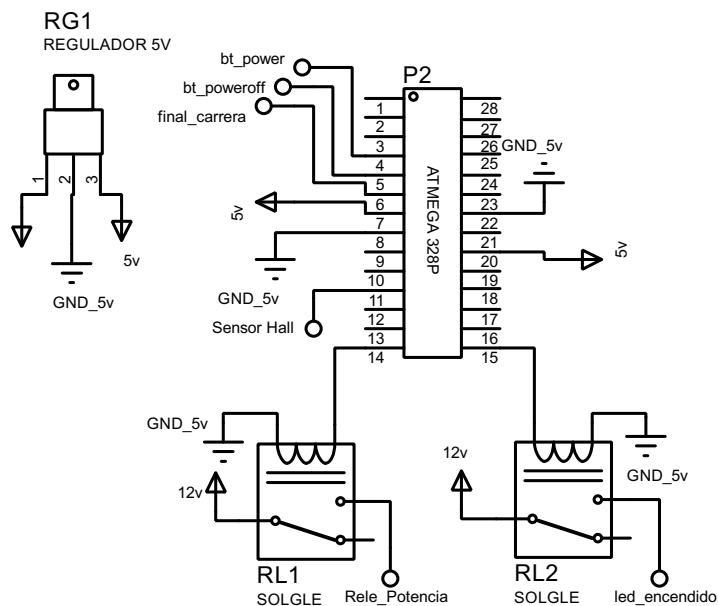 RG1
REGULADOR 5V
1
2
3
5v
GND_5v
bt_power
bt_poweroff
final_carrera
5v
GND_5v
Sensor Hall
P2
ATMEGA 328P
1
2
3
4
5
6
7
8
9
10
11
12
13
14
28
27
26
25
24
23
22
21
20
19
18
17
16
15
GND_5v
5v
GND_5v
12v
RL1
SOLGLE
Rele_Potencia
12v
GND_5v
RL2
SOLGLE
led_encendido